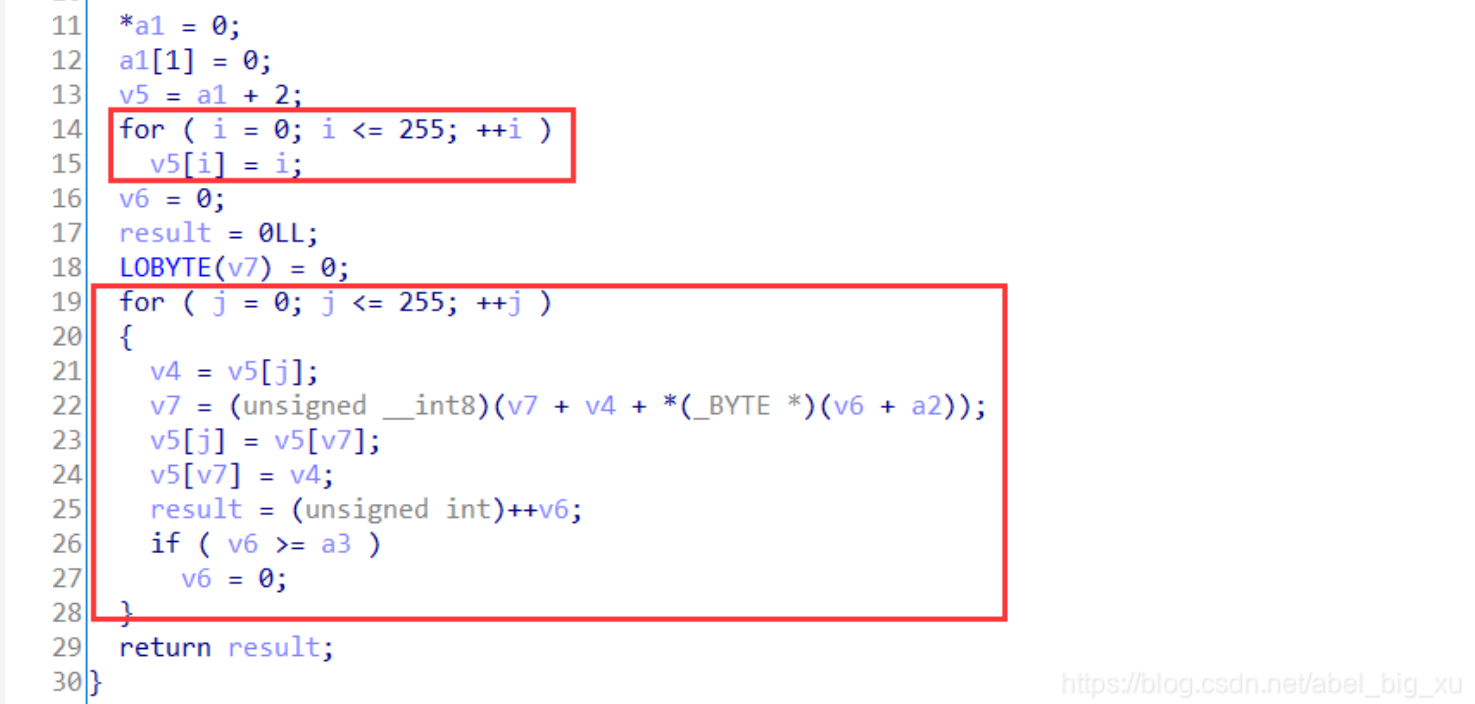 11 *a1 = 0;
12 a1[1] = 0;
13 v5 = a1 + 2;
14 for ( i = 0; i <= 255; ++i )
15 v5[i] = i;
16 v6 = 0;
17 result = 0LL;
18 LOBYTE(v7) = 0;
19 for ( j = 0; j <= 255; ++j )
20 {
21 v4 = v5[j];
22 v7 = (unsigned __int8)(v7 + v4 + *(_BYTE *)(v6 + a2));
23 v5[j] = v5[v7];
24 v5[v7] = v4;
25 result = (unsigned int)++v6;
26 if ( v6 >= a3 )
27 v6 = 0;
28 }
29 return result;
30 }
https://blog.csdn.net/abel_big_xu